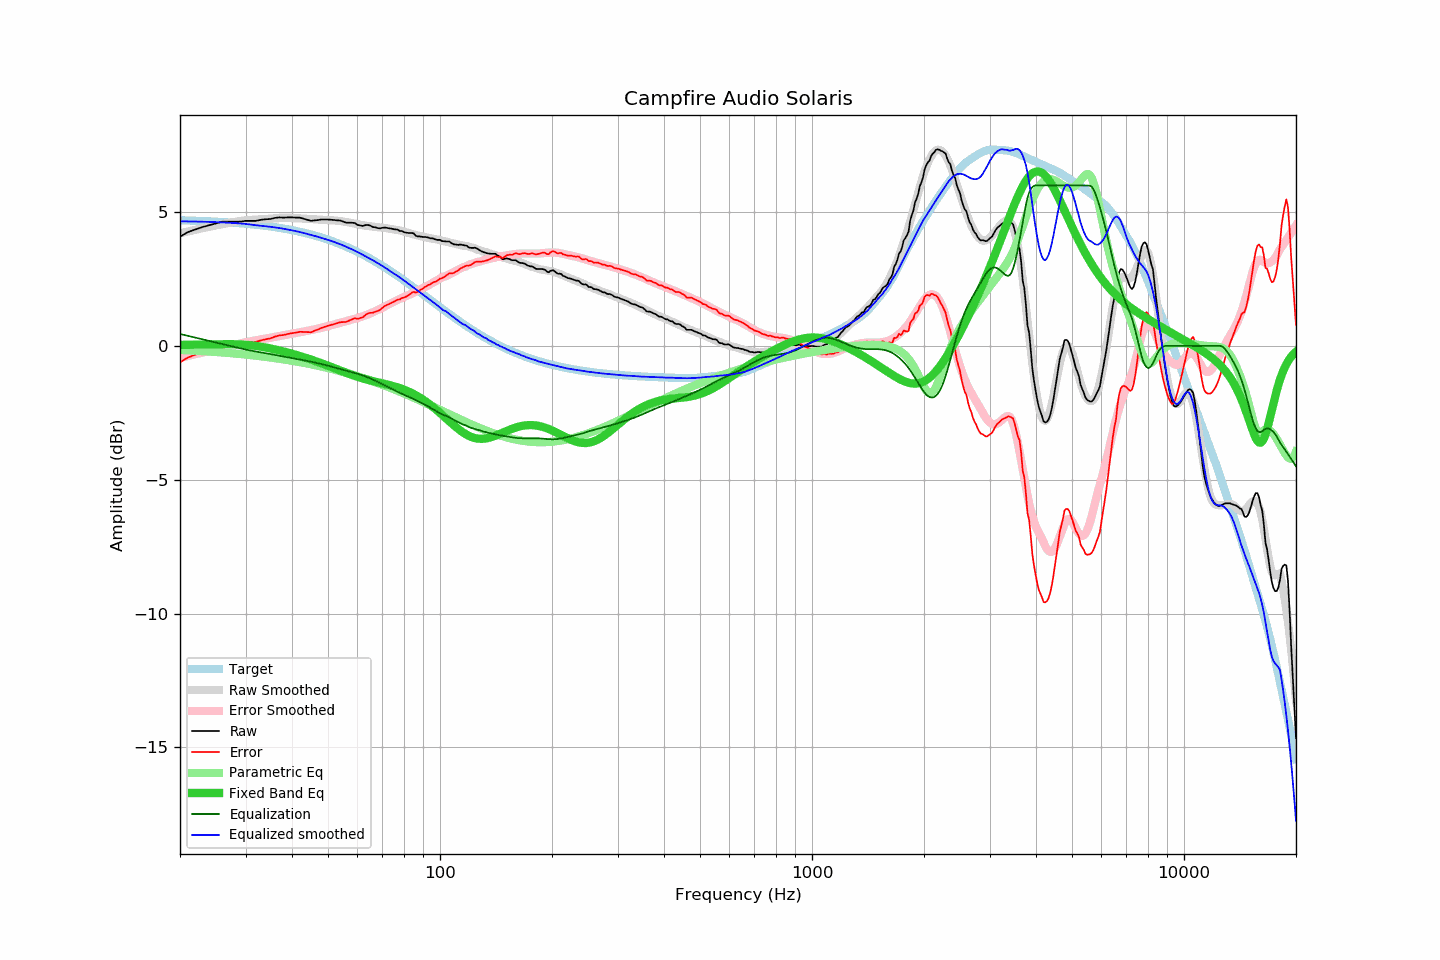 Campfire Audio Solaris
5
0
−5
−10
−15
Amplitude (dBr)
Target
Raw Smoothed
Error Smoothed
Raw
Error
Parametric Eq
Fixed Band Eq
Equalization
Equalized smoothed
100
1000
10000
Frequency (Hz)